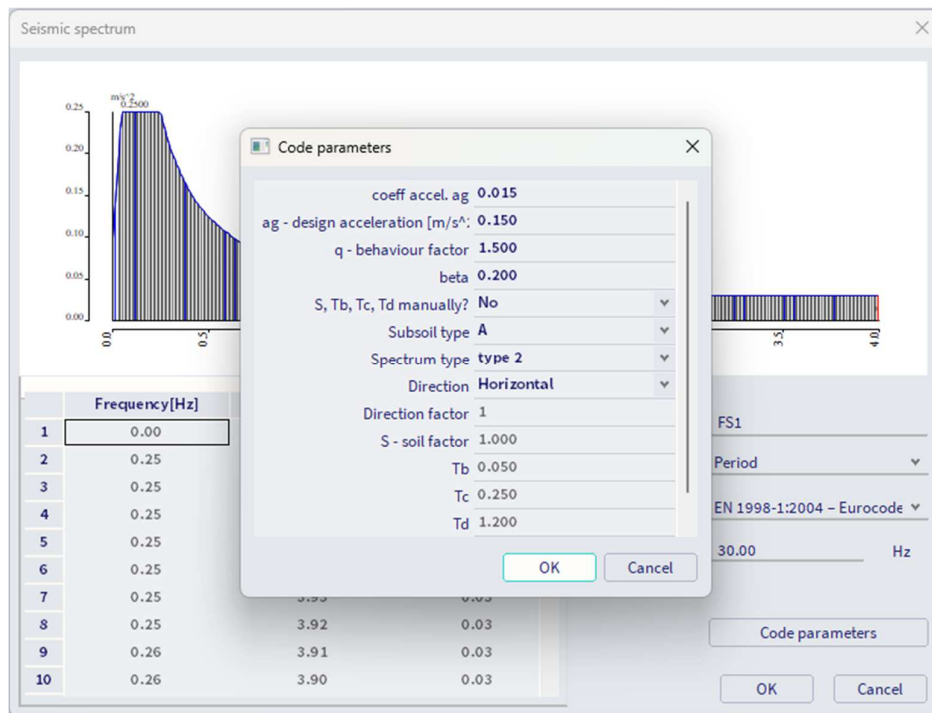 Seismic spectrum
m/s^2
0.2500
0.25
0.20
0.15
0.10
0.05
0.00
0.0
0.5
3.5
4.0
Code parameters
coeff accel. ag 0.015
ag - design acceleration [m/s^2 0.150
q - behaviour factor 1.500
beta 0.200
S, Tb, Tc, Td manually? No
Subsoil type A
Spectrum type type 2
Direction Horizontal
Direction factor 1
S - soil factor 1.000
Tb 0.050
Tc 0.250
Td 1.200
OK Cancel
Frequency[Hz]
1 0.00
2 0.25
3 0.25
4 0.25
5 0.25
6 0.25
7 0.25 3.93 0.03
8 0.25 3.92 0.03
9 0.26 3.91 0.03
10 0.26 3.90 0.03
FS1
Period
EN 1998-1:2004 – Eurocode
30.00 Hz
Code parameters
OK Cancel